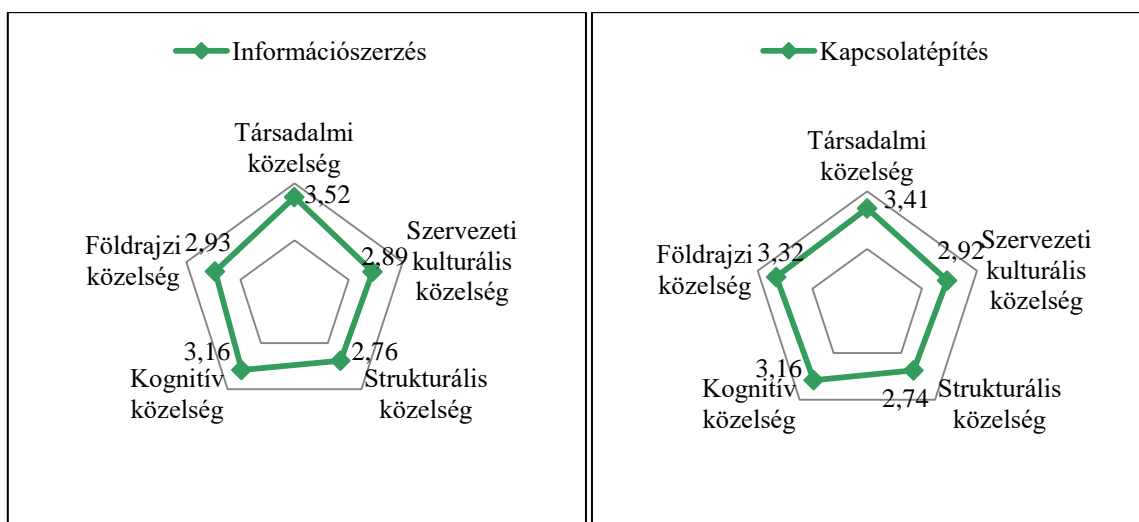 Információszerzés
Társadalmi
közelség
3,52
Szervezeti
kulturális
közelség
2,89
Strukturális
közelség
2,76
Kognitív
közelség
3,16
Földrajzi
közelség
2,93
Kapcsolatépítés
Társadalmi
közelség
3,41
Szervezeti
kulturális
közelség
2,92
Strukturális
közelség
2,74
Kognitív
közelség
3,16
Földrajzi
közelség
3,32